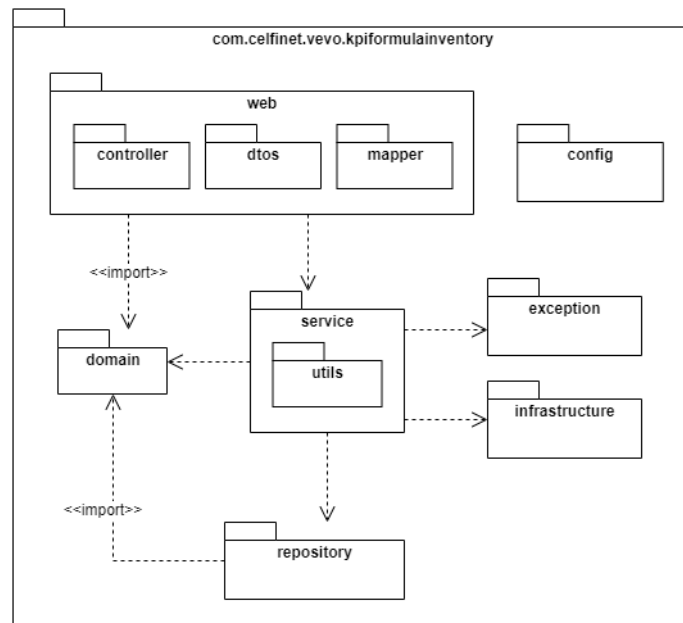 com.celfinet.vevo.kpiformulainventory
web
controller
dtos
mapper
config
<<import>>
service
exception
domain
utils
infrastructure
<<import>>
repository